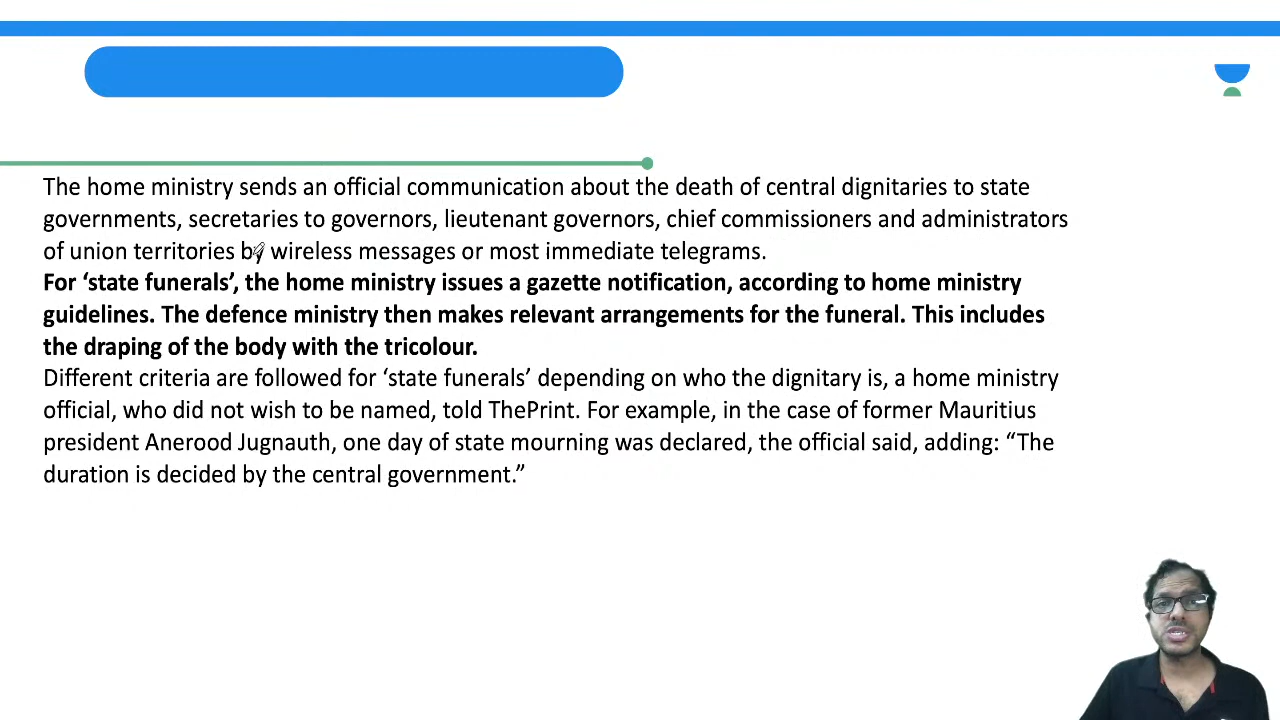 The home ministry sends an official communication about the death of central dignitaries to state
governments, secretaries to governors, lieutenant governors, chief commissioners and administrators
of union territories by wireless messages or most immediate telegrams.
For ‘state funerals’, the home ministry issues a gazette notification, according to home ministry
guidelines. The defence ministry then makes relevant arrangements for the funeral. This includes
the draping of the body with the tricolour.
Different criteria are followed for ‘state funerals’ depending on who the dignitary is, a home ministry
official, who did not wish to be named, told ThePrint. For example, in the case of former Mauritius
president Anerood Jugnauth, one day of state mourning was declared, the official said, adding: “The
duration is decided by the central government.”